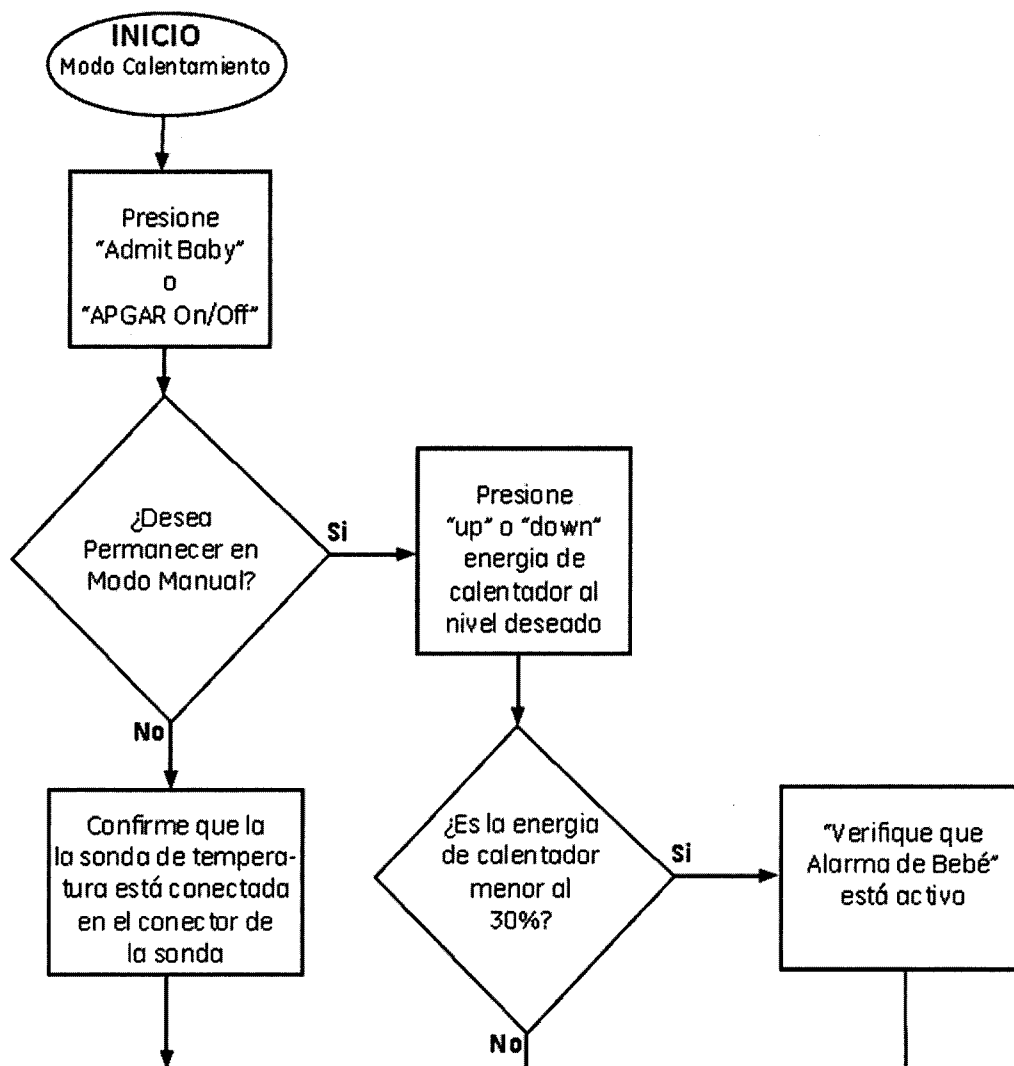 INICIO
Modo Calentamiento
Presione
"Admit Baby"
o
"APGAR On/Off"
¿Desea
Permanecer en
Modo Manual?
Si
Presione
"up" o "down"
energia de
calentador al
nivel deseado
No
Confirme que la
la sonda de tempera-
tura está conectada
en el conector de
la sonda
¿Es la energia
de calentador
menor al
30%?
Si
"Verifique que
Alarma de Bebé"
está activo
No